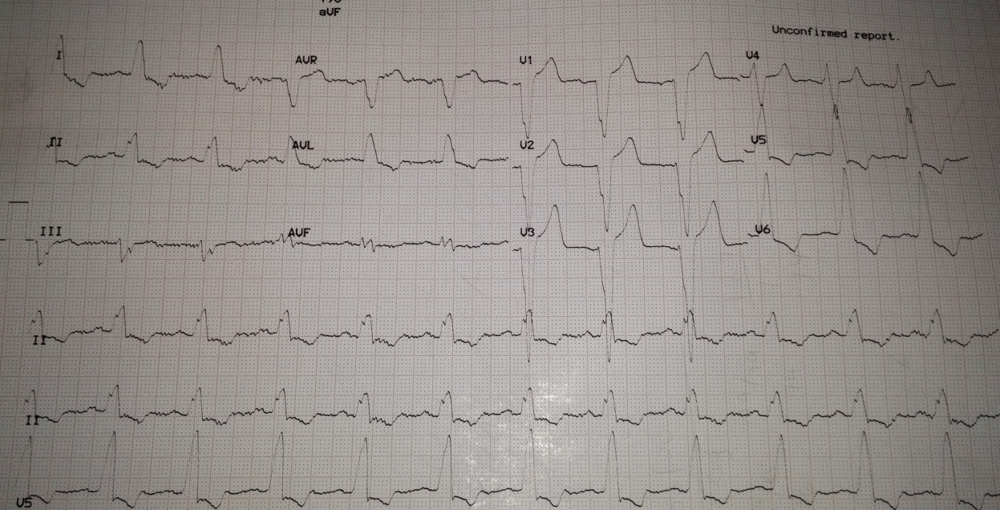 aVF
Unconfirmed report.
I AVR V1 V4
II AVL V2 V5
III AVF V3 V6
II
II
V5